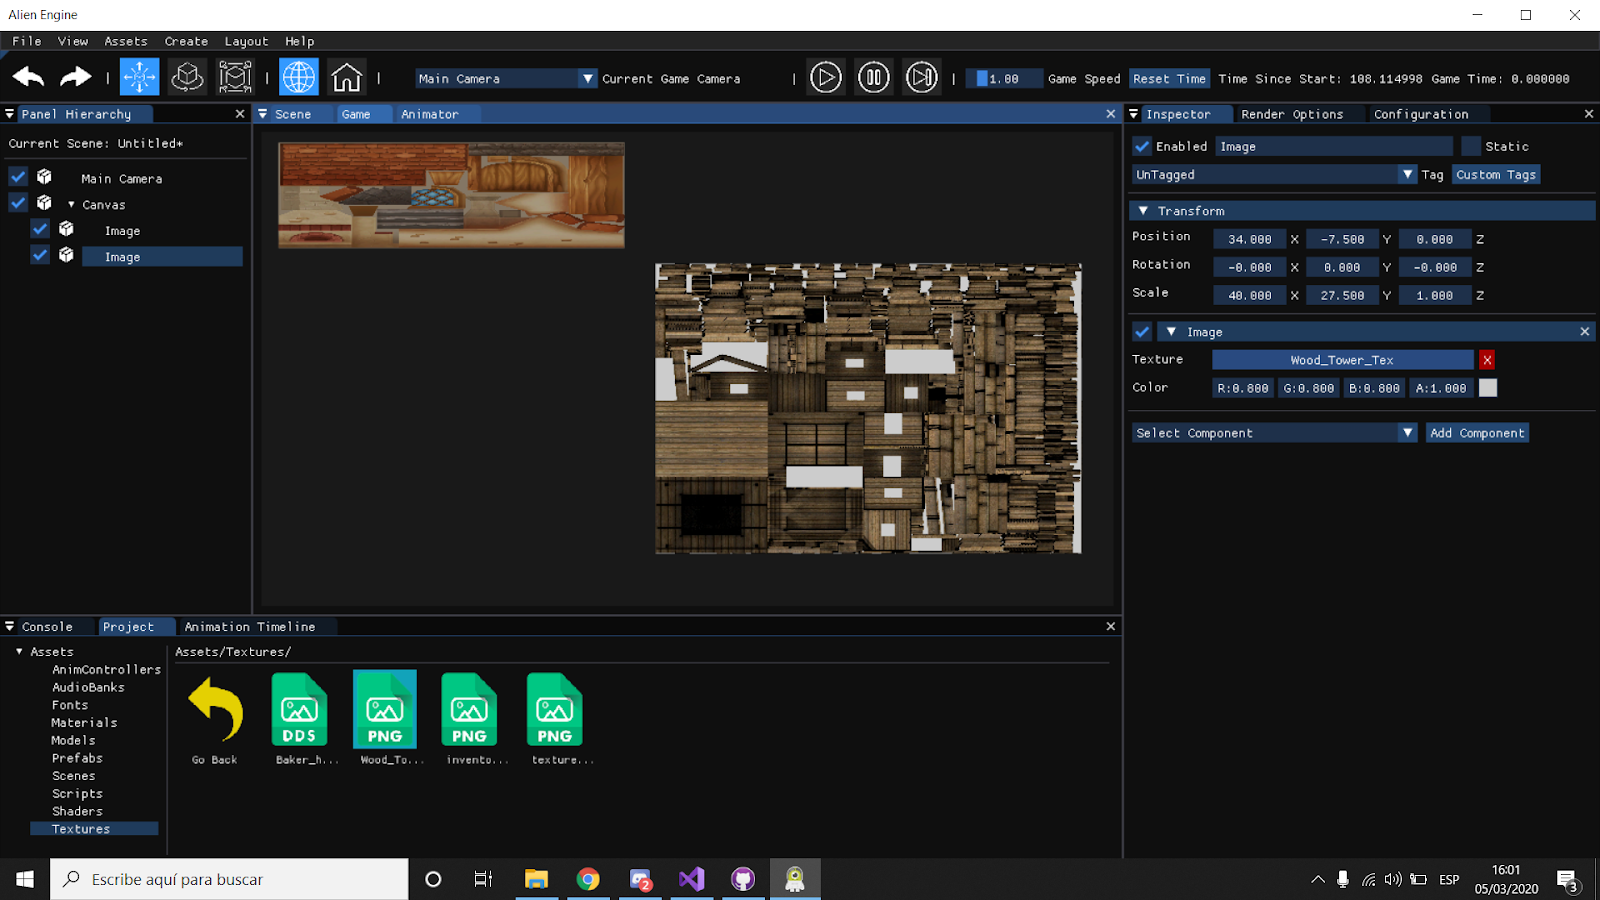 Alien Engine
File View Assets Create Layout Help
Main Camera Current Game Camera 1.00 Game Speed Reset Time Time Since Start: 108.114998 Game Time: 0.000000
Panel Hierarchy
Current Scene: Untitled*
Main Camera
Canvas
Image
Image
Scene Game Animator
Inspector Render Options Configuration
Enabled Image Static
UnTagged Tag Custom Tags
Transform
Position 34.000 X -7.500 Y 0.000 Z
Rotation -0.000 X 0.000 Y -0.000 Z
Scale 40.000 X 27.500 Y 1.000 Z
Image
Texture Wood_Tower_Tex X
Color R:0.800 G:0.800 B:0.800 A:1.000
Select Component Add Component
Console Project Animation Timeline
Assets
AnimControllers
AudioBanks
Fonts
Materials
Models
Prefabs
Scenes
Scripts
Shaders
Textures
Assets/Textures/
DDS PNG PNG PNG
Go Back Baker_h... Wood_To... invento... texture...
Escribe aquí para buscar
2
ESP
16:01
05/03/2020
3